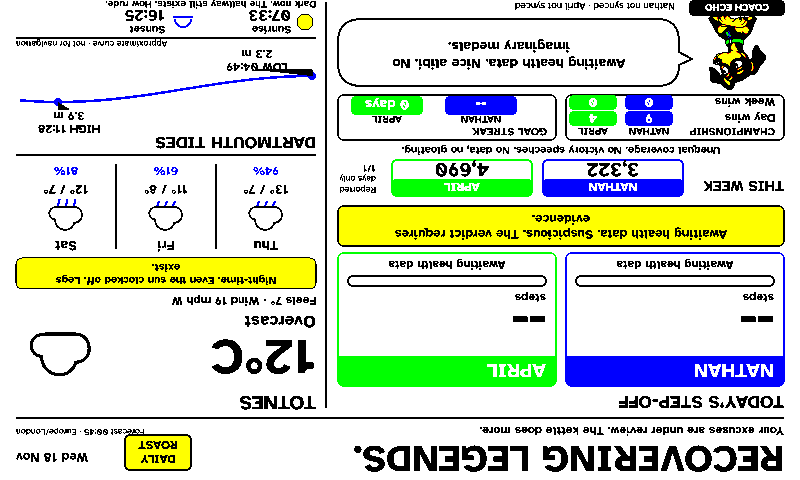 RECOVERING LEGENDS.
Your excuses are under review. The kettle does more.
DAILY ROAST
Wed 18 Nov
Forecast 00:45 · Europe/London
TODAY'S STEP-OFF
NATHAN
---
steps
Awaiting health data
APRIL
---
steps
Awaiting health data
Awaiting health data. Suspicious. The verdict requires
evidence.
THIS WEEK
NATHAN
3,322
APRIL
4,690
Reported
days only
1/1
Unequal coverage. No victory speeches. No data, no gloating.
CHAMPIONSHIP
NATHAN
APRIL
Day wins
9
4
Week wins
0
0
GOAL STREAK
NATHAN
--
APRIL
0 days
COACH ECHO
Awaiting health data. Nice alibi. No
imaginary medals.
Nathan not synced · April not synced
TOTNES
12°C
Overcast
Feels 7° · Wind 19 mph W
Night-time. Even the sun clocked off. Legs
exist.
Thu
13° / 7°
94%
Fri
11° / 8°
61%
Sat
12° / 7°
81%
DARTMOUTH TIDES
HIGH 11:28
3.9 m
LOW 04:49
2.3 m
Approximate curve · not for navigation
Sunrise
07:33
Sunset
16:25
Dark now. The hallway still exists. How rude.